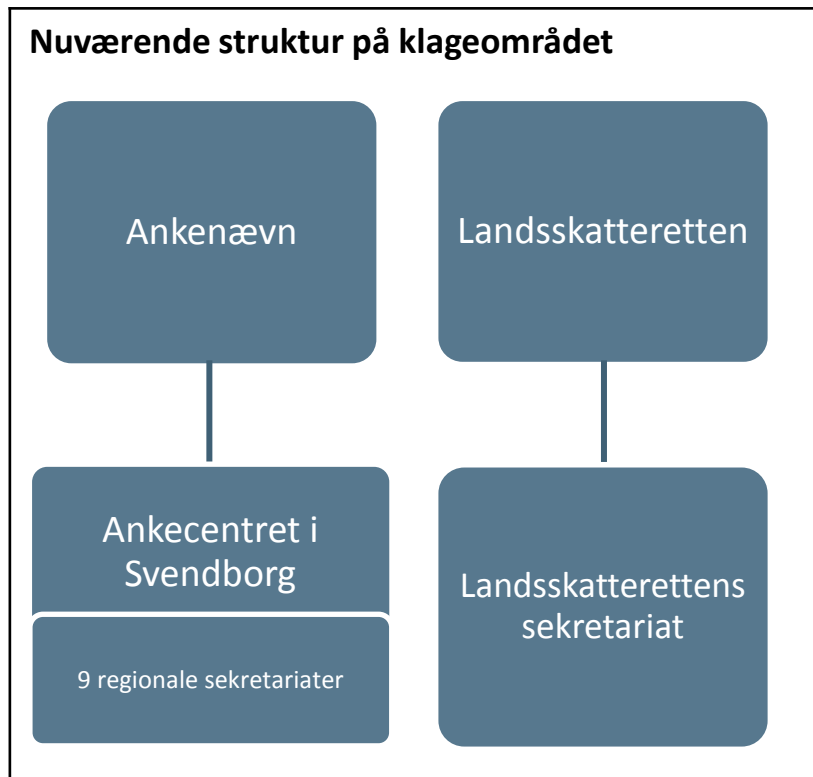 Nuværende struktur på klageområdet
Ankenævn
Landsskatteretten
Ankecentret i
Svendborg
9 regionale sekretariater
Landsskatterettens
sekretariat